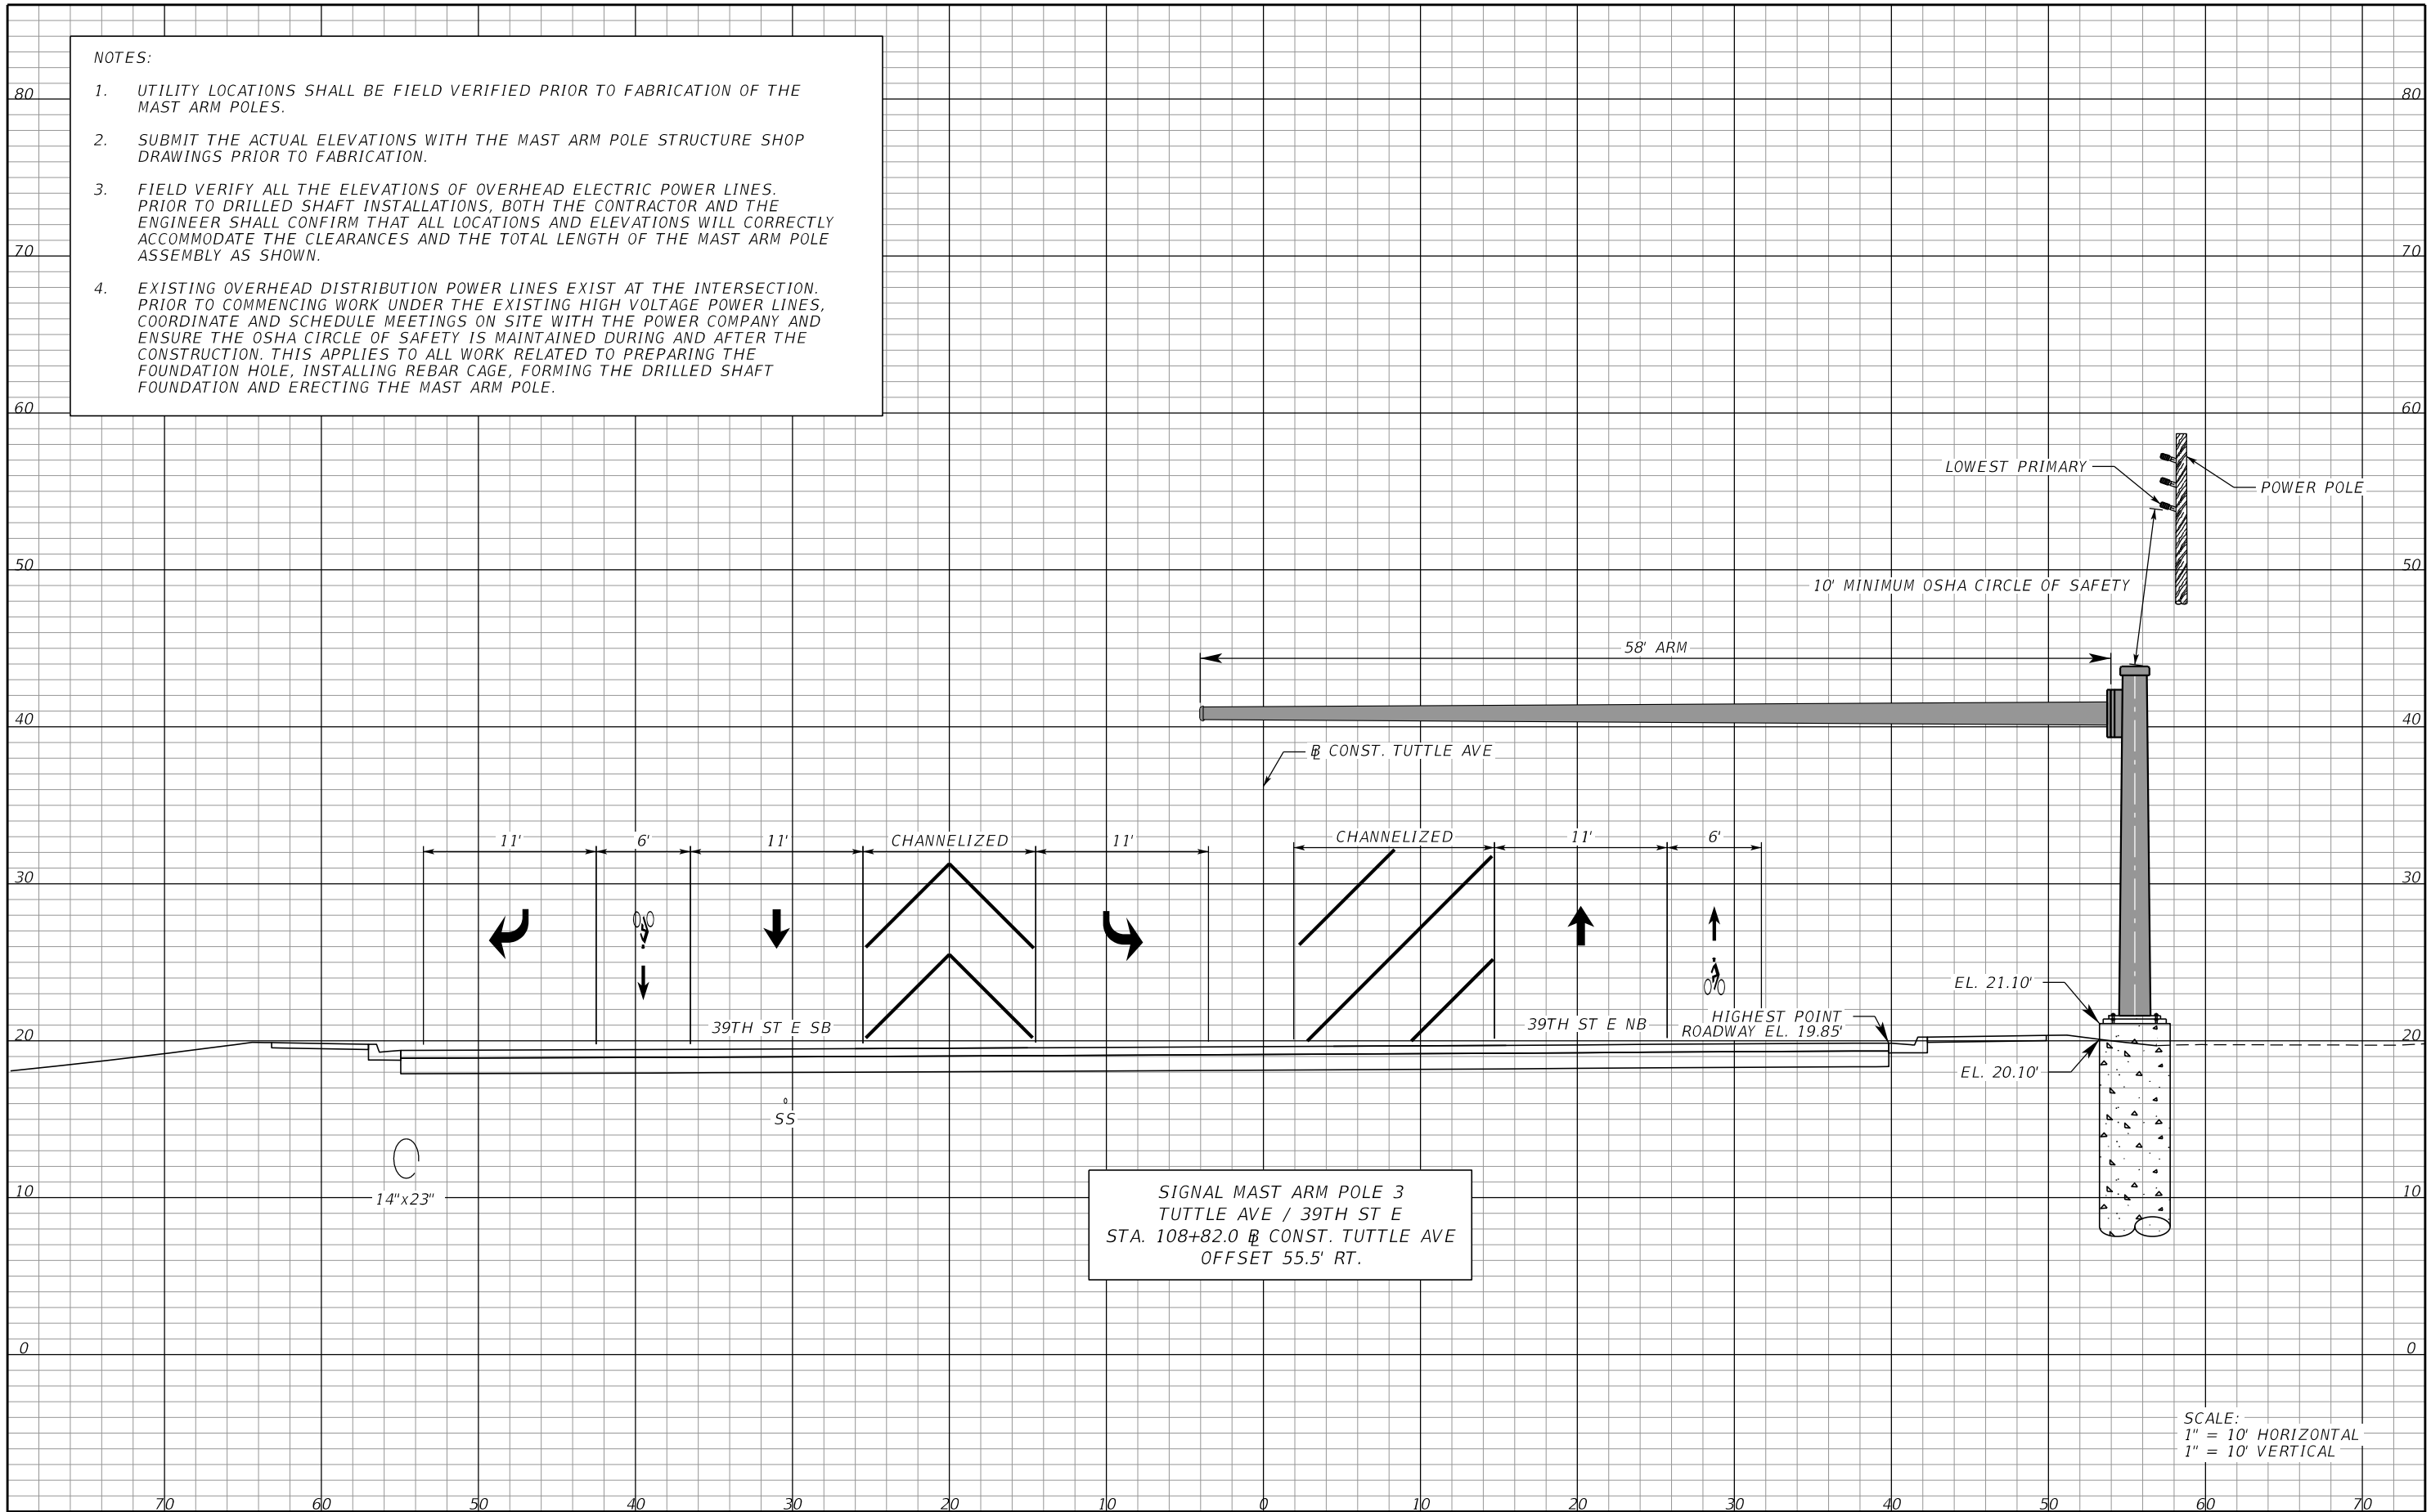 NOTES:
1. UTILITY LOCATIONS SHALL BE FIELD VERIFIED PRIOR TO FABRICATION OF THE
MAST ARM POLES.
2. SUBMIT THE ACTUAL ELEVATIONS WITH THE MAST ARM POLE STRUCTURE SHOP
DRAWINGS PRIOR TO FABRICATION.
3. FIELD VERIFY ALL THE ELEVATIONS OF OVERHEAD ELECTRIC POWER LINES.
PRIOR TO DRILLED SHAFT INSTALLATIONS, BOTH THE CONTRACTOR AND THE
ENGINEER SHALL CONFIRM THAT ALL LOCATIONS AND ELEVATIONS WILL CORRECTLY
ACCOMMODATE THE CLEARANCES AND THE TOTAL LENGTH OF THE MAST ARM POLE
ASSEMBLY AS SHOWN.
4. EXISTING OVERHEAD DISTRIBUTION POWER LINES EXIST AT THE INTERSECTION.
PRIOR TO COMMENCING WORK UNDER THE EXISTING HIGH VOLTAGE POWER LINES,
COORDINATE AND SCHEDULE MEETINGS ON SITE WITH THE POWER COMPANY AND
ENSURE THE OSHA CIRCLE OF SAFETY IS MAINTAINED DURING AND AFTER THE
CONSTRUCTION. THIS APPLIES TO ALL WORK RELATED TO PREPARING THE
FOUNDATION HOLE, INSTALLING REBAR CAGE, FORMING THE DRILLED SHAFT
FOUNDATION AND ERECTING THE MAST ARM POLE.
80 80
70 70
60 60
LOWEST PRIMARY
POWER POLE
50 50
10' MINIMUM OSHA CIRCLE OF SAFETY
58' ARM
40 40
℄ CONST. TUTTLE AVE
11' 6' 11' CHANNELIZED 11' CHANNELIZED 11' 6'
30 30
EL. 21.10'
39TH ST E SB
39TH ST E NB
HIGHEST POINT
ROADWAY EL. 19.85'
20 20
EL. 20.10'
SS
14"x23"
10 10
SIGNAL MAST ARM POLE 3
TUTTLE AVE / 39TH ST E
STA. 108+82.0 ℄ CONST. TUTTLE AVE
OFFSET 55.5' RT.
0 0
SCALE:
1" = 10' HORIZONTAL
1" = 10' VERTICAL
70 60 50 40 30 20 10 0 10 20 30 40 50 60 70